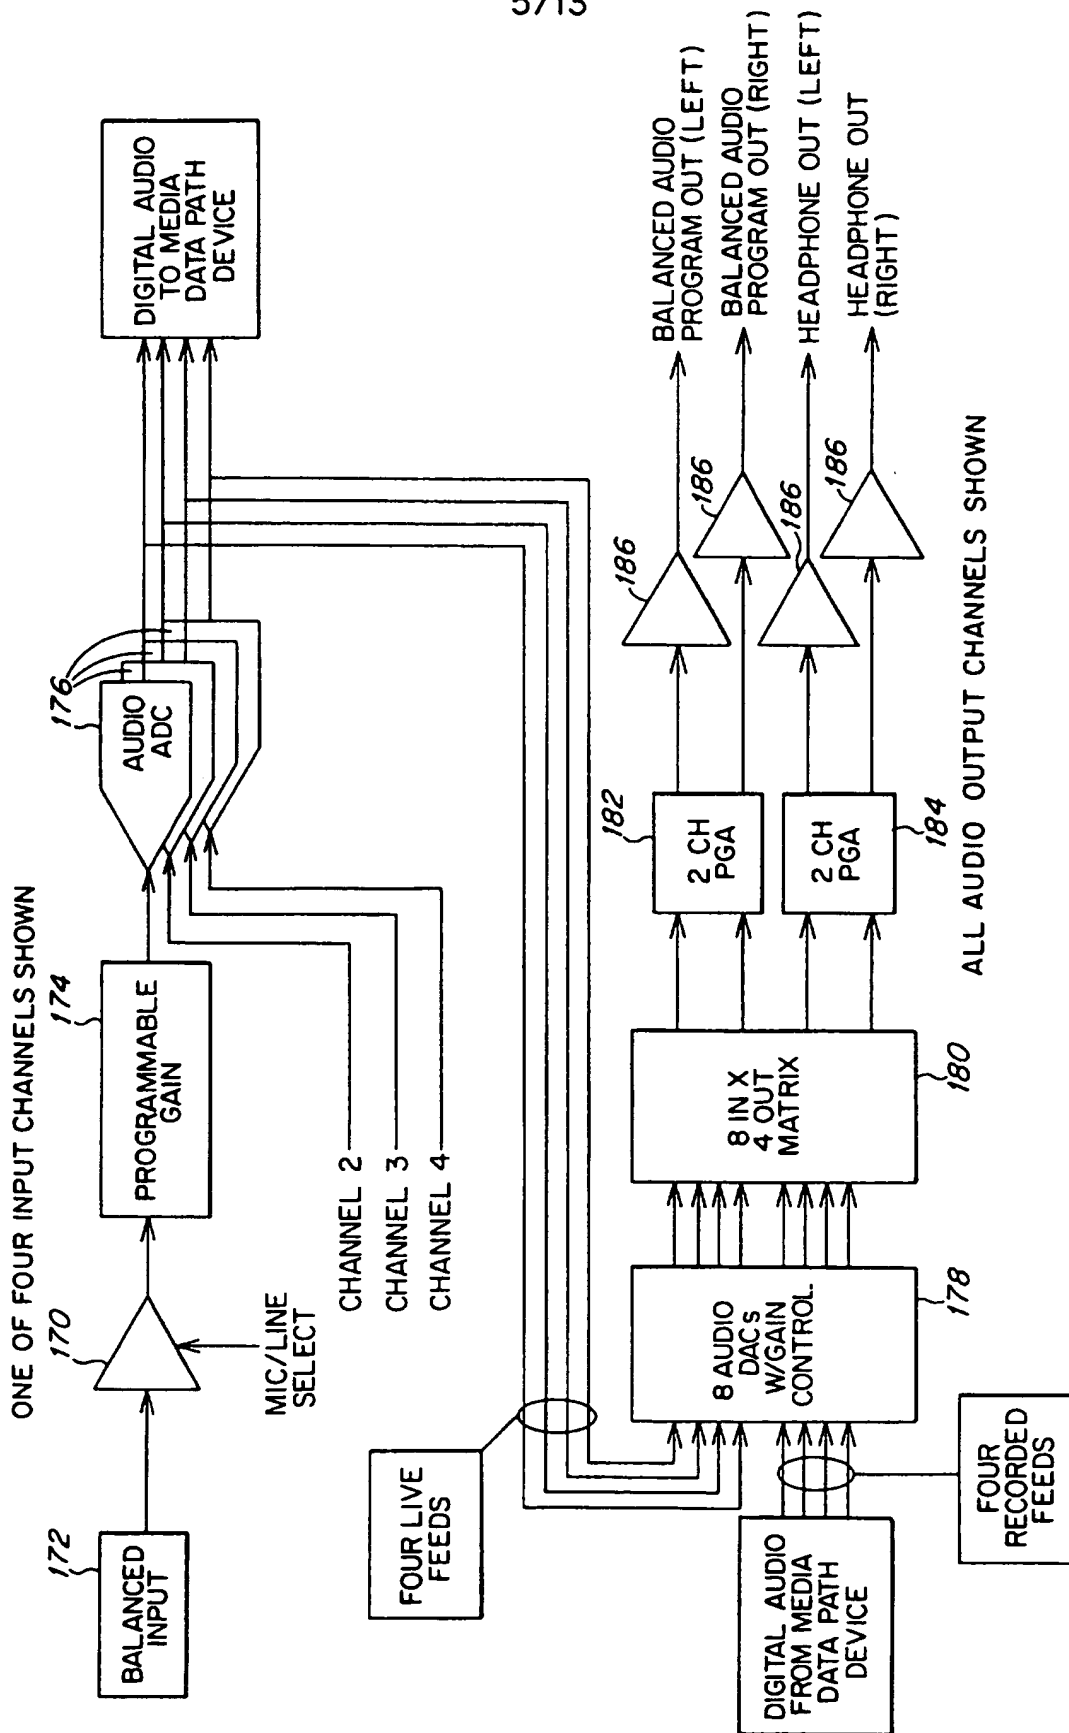 5/13
ONE OF FOUR INPUT CHANNELS SHOWN
172
BALANCED
INPUT
170
MIC/LINE
SELECT
174
PROGRAMMABLE
GAIN
176
AUDIO
ADC
DIGITAL AUDIO
TO MEDIA
DATA PATH
DEVICE
CHANNEL 2
CHANNEL 3
CHANNEL 4
FOUR LIVE
FEEDS
DIGITAL AUDIO
FROM MEDIA
DATA PATH
DEVICE
FOUR
RECORDED
FEEDS
8 AUDIO
DACs
W/GAIN
CONTROL
178
8 IN X
4 OUT
MATRIX
180
182
2 CH
PGA
2 CH
PGA
184
186
186
186
186
BALANCED AUDIO
PROGRAM OUT (LEFT)
BALANCED AUDIO
PROGRAM OUT (RIGHT)
HEADPHONE OUT (LEFT)
HEADPHONE OUT
(RIGHT)
ALL AUDIO OUTPUT CHANNELS SHOWN